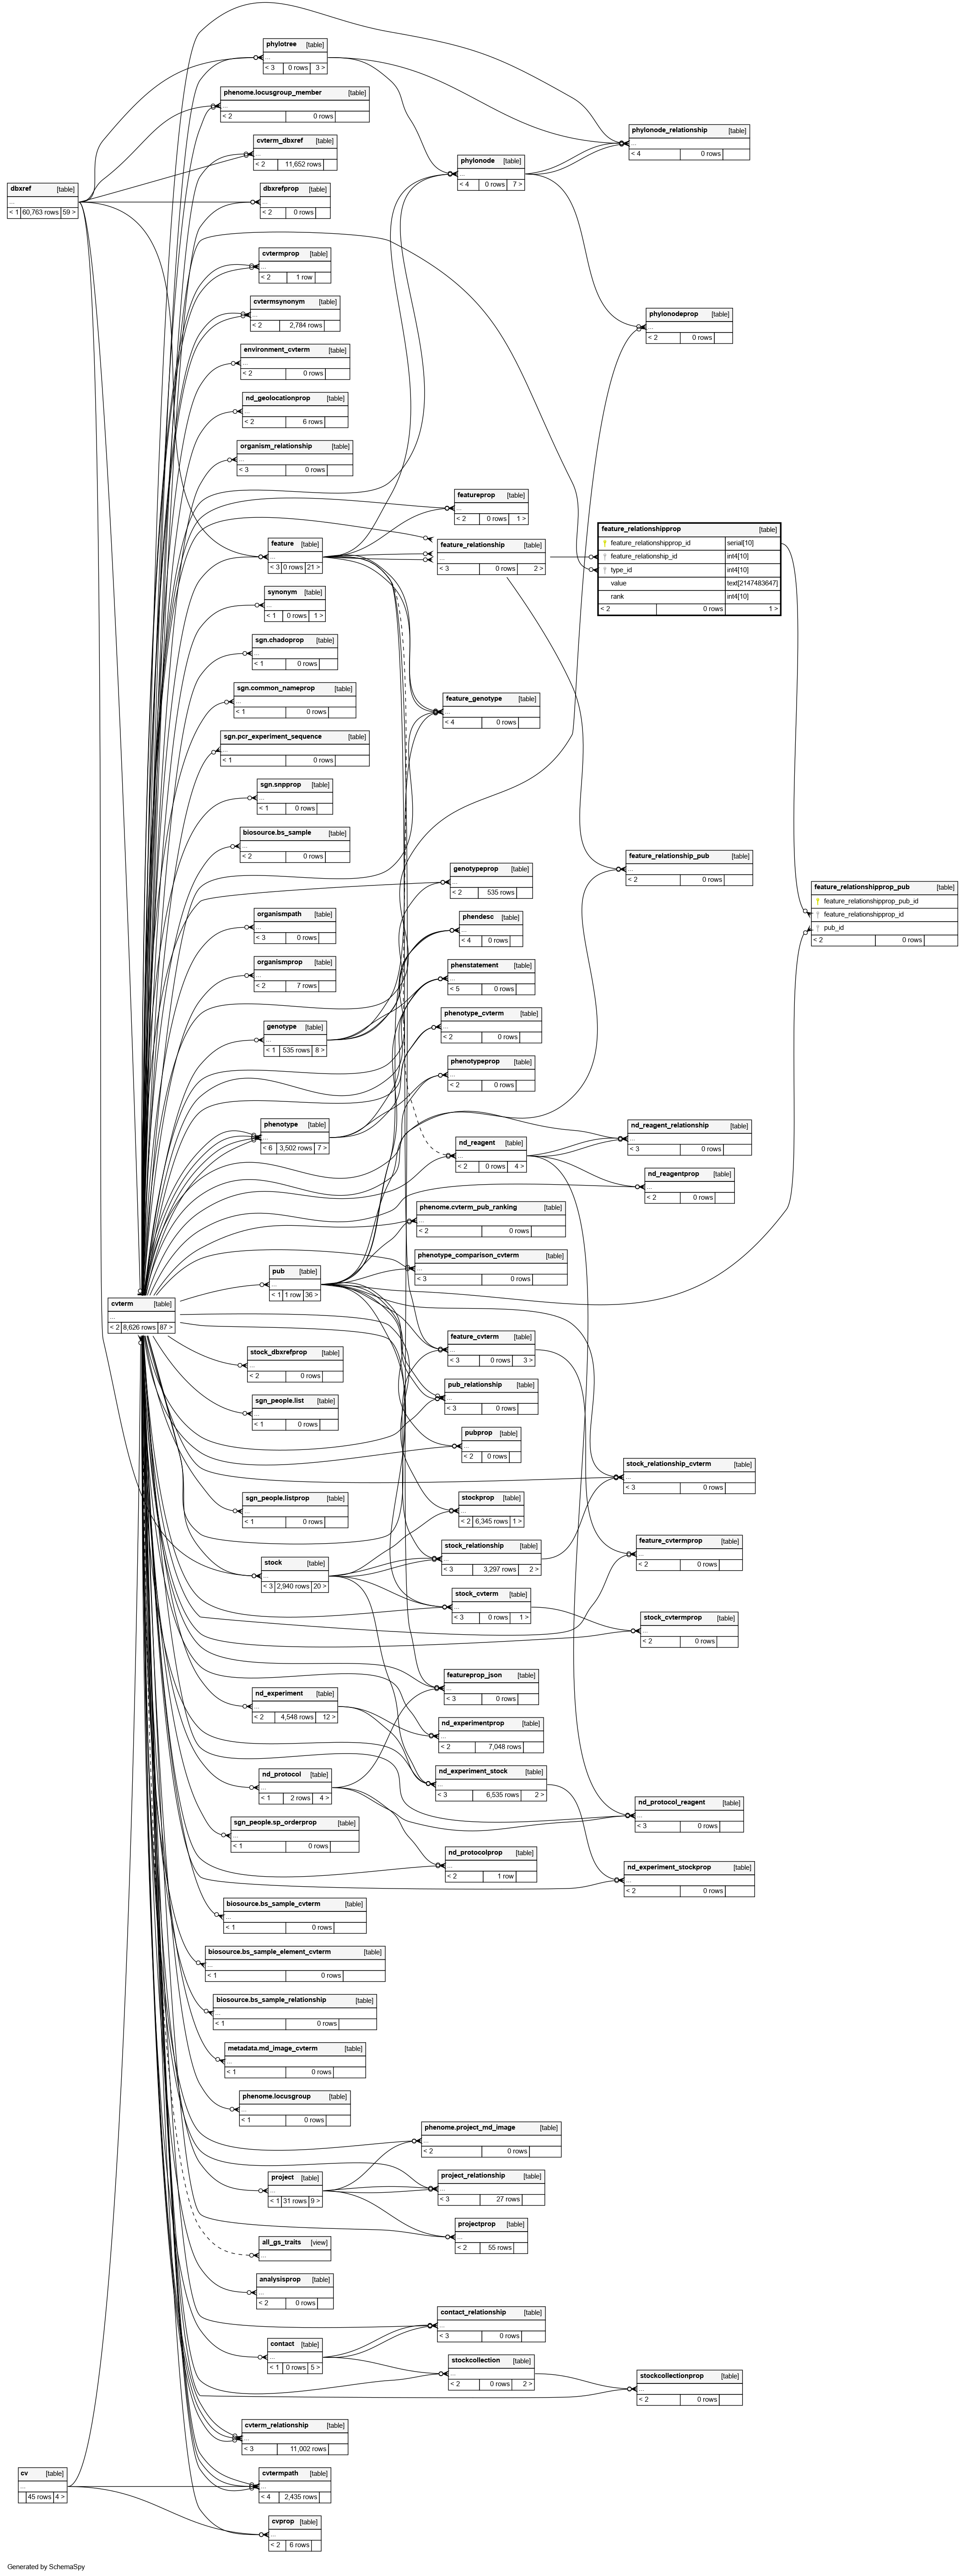 phylotree [table]
...
< 3 0 rows 3 >
phenome.locusgroup_member [table]
...
< 2 0 rows
phylonode_relationship [table]
...
< 4 0 rows
cvterm_dbxref [table]
...
< 2 11,652 rows
phylonode [table]
...
< 4 0 rows 7 >
dbxref [table]
...
< 1 60,763 rows 59 >
dbxrefprop [table]
...
< 2 0 rows
cvtermprop [table]
...
< 2 1 row
cvtermsynonym [table]
...
< 2 2,784 rows
phylonodeprop [table]
...
< 2 0 rows
environment_cvterm [table]
...
< 2 0 rows
nd_geolocationprop [table]
...
< 2 6 rows
organism_relationship [table]
...
< 3 0 rows
featureprop [table]
...
< 2 0 rows 1 >
feature [table]
...
< 3 0 rows 21 >
feature_relationship [table]
...
< 3 0 rows 2 >
feature_relationshipprop [table]
feature_relationshipprop_id serial[10]
feature_relationship_id int4[10]
type_id int4[10]
value text[2147483647]
rank int4[10]
< 2 0 rows 1 >
synonym [table]
...
< 1 0 rows 1 >
sgn.chadoprop [table]
...
< 1 0 rows
sgn.common_nameprop [table]
...
< 1 0 rows
feature_genotype [table]
...
< 4 0 rows
sgn.pcr_experiment_sequence [table]
...
< 1 0 rows
sgn.snpprop [table]
...
< 1 0 rows
biosource.bs_sample [table]
...
< 2 0 rows
genotypeprop [table]
...
< 2 535 rows
feature_relationship_pub [table]
...
< 2 0 rows
feature_relationshipprop_pub [table]
feature_relationshipprop_pub_id
feature_relationshipprop_id
pub_id
< 2 0 rows
organismpath [table]
...
< 3 0 rows
phendesc [table]
...
< 4 0 rows
organismprop [table]
...
< 2 7 rows
phenstatement [table]
...
< 5 0 rows
genotype [table]
...
< 1 535 rows 8 >
phenotype_cvterm [table]
...
< 2 0 rows
phenotypeprop [table]
...
< 2 0 rows
phenotype [table]
...
< 6 3,502 rows 7 >
nd_reagent [table]
...
< 2 0 rows 4 >
nd_reagent_relationship [table]
...
< 3 0 rows
nd_reagentprop [table]
...
< 2 0 rows
phenome.cvterm_pub_ranking [table]
...
< 2 0 rows
phenotype_comparison_cvterm [table]
...
< 3 0 rows
pub [table]
...
< 1 1 row 36 >
cvterm [table]
...
< 2 8,626 rows 87 >
feature_cvterm [table]
...
< 3 0 rows 3 >
stock_dbxrefprop [table]
...
< 2 0 rows
pub_relationship [table]
...
< 3 0 rows
sgn_people.list [table]
...
< 1 0 rows
pubprop [table]
...
< 2 0 rows
stock_relationship_cvterm [table]
...
< 3 0 rows
sgn_people.listprop [table]
...
< 1 0 rows
stockprop [table]
...
< 2 6,345 rows 1 >
stock_relationship [table]
...
< 3 3,297 rows 2 >
feature_cvtermprop [table]
...
< 2 0 rows
stock [table]
...
< 3 2,940 rows 20 >
stock_cvterm [table]
...
< 3 0 rows 1 >
stock_cvtermprop [table]
...
< 2 0 rows
featureprop_json [table]
...
< 3 0 rows
nd_experiment [table]
...
< 2 4,548 rows 12 >
nd_experimentprop [table]
...
< 2 7,048 rows
nd_protocol [table]
...
< 1 2 rows 4 >
nd_experiment_stock [table]
...
< 3 6,535 rows 2 >
nd_protocol_reagent [table]
...
< 3 0 rows
sgn_people.sp_orderprop [table]
...
< 1 0 rows
nd_protocolprop [table]
...
< 2 1 row
nd_experiment_stockprop [table]
...
< 2 0 rows
biosource.bs_sample_cvterm [table]
...
< 1 0 rows
biosource.bs_sample_element_cvterm [table]
...
< 1 0 rows
biosource.bs_sample_relationship [table]
...
< 1 0 rows
metadata.md_image_cvterm [table]
...
< 1 0 rows
phenome.locusgroup [table]
...
< 1 0 rows
phenome.project_md_image [table]
...
< 2 0 rows
project [table]
...
< 1 31 rows 9 >
project_relationship [table]
...
< 3 27 rows
projectprop [table]
...
< 2 55 rows
all_gs_traits [view]
...
analysisprop [table]
...
< 2 0 rows
contact_relationship [table]
...
< 3 0 rows
contact [table]
...
< 1 0 rows 5 >
stockcollection [table]
...
< 2 0 rows 2 >
stockcollectionprop [table]
...
< 2 0 rows
cvterm_relationship [table]
...
< 3 11,002 rows
cv [table]
...
45 rows 4 >
cvtermpath [table]
...
< 4 2,435 rows
cvprop [table]
...
< 2 6 rows
Generated by SchemaSpy